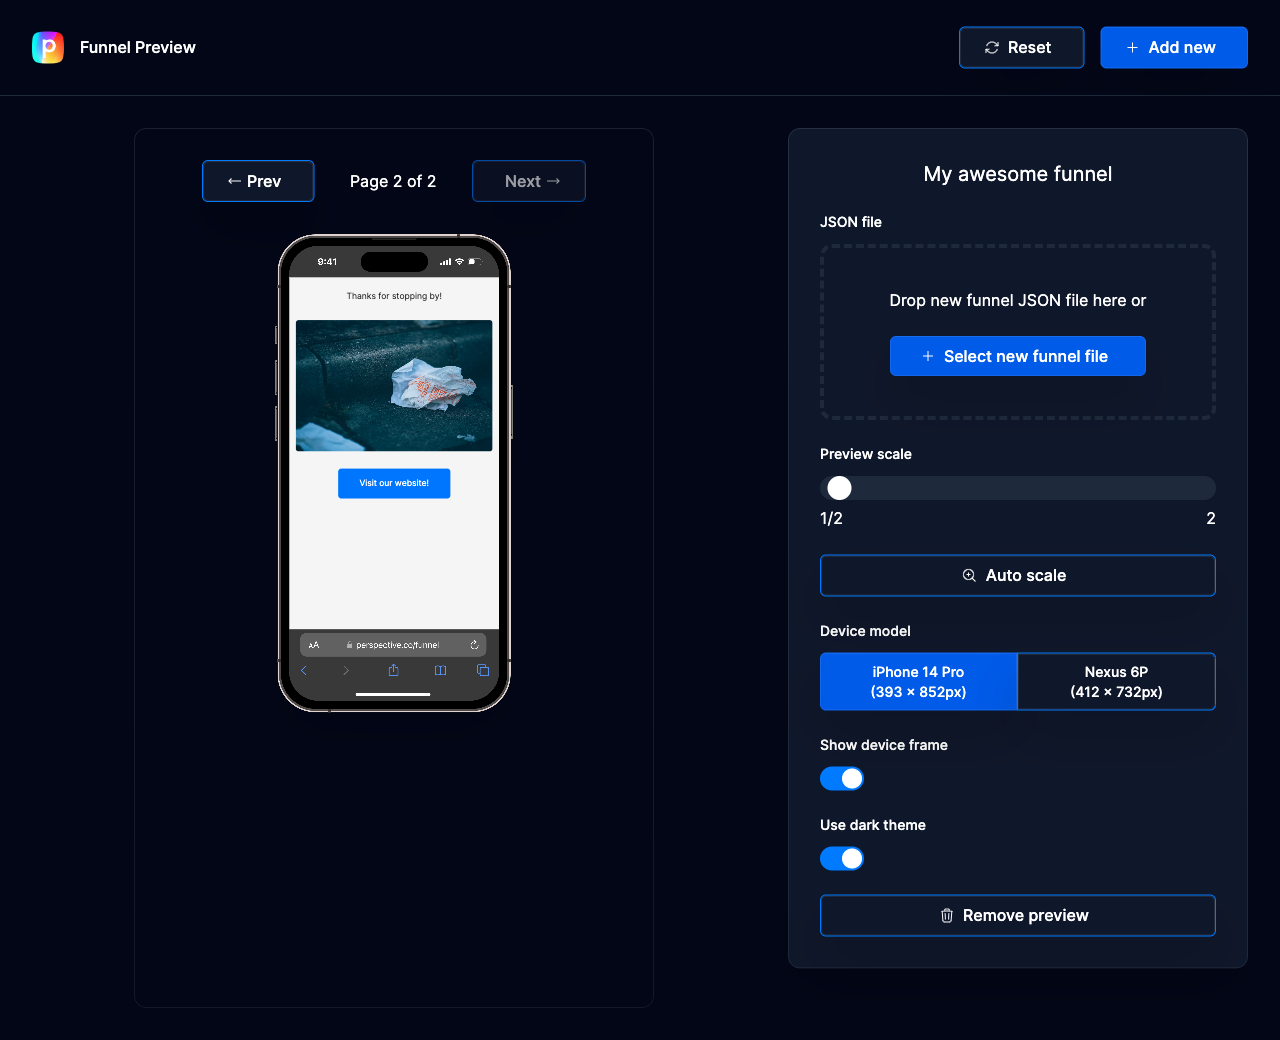 Funnel Preview
Reset
+ Add new
← Prev
Page 2 of 2
Next →
9:41
Thanks for stopping by!
Visit our website!
AA
perspective.co/funnel
My awesome funnel
JSON file
Drop new funnel JSON file here or
+ Select new funnel file
Preview scale
1/2
2
Auto scale
Device model
iPhone 14 Pro
(393 × 852px)
Nexus 6P
(412 × 732px)
Show device frame
Use dark theme
Remove preview